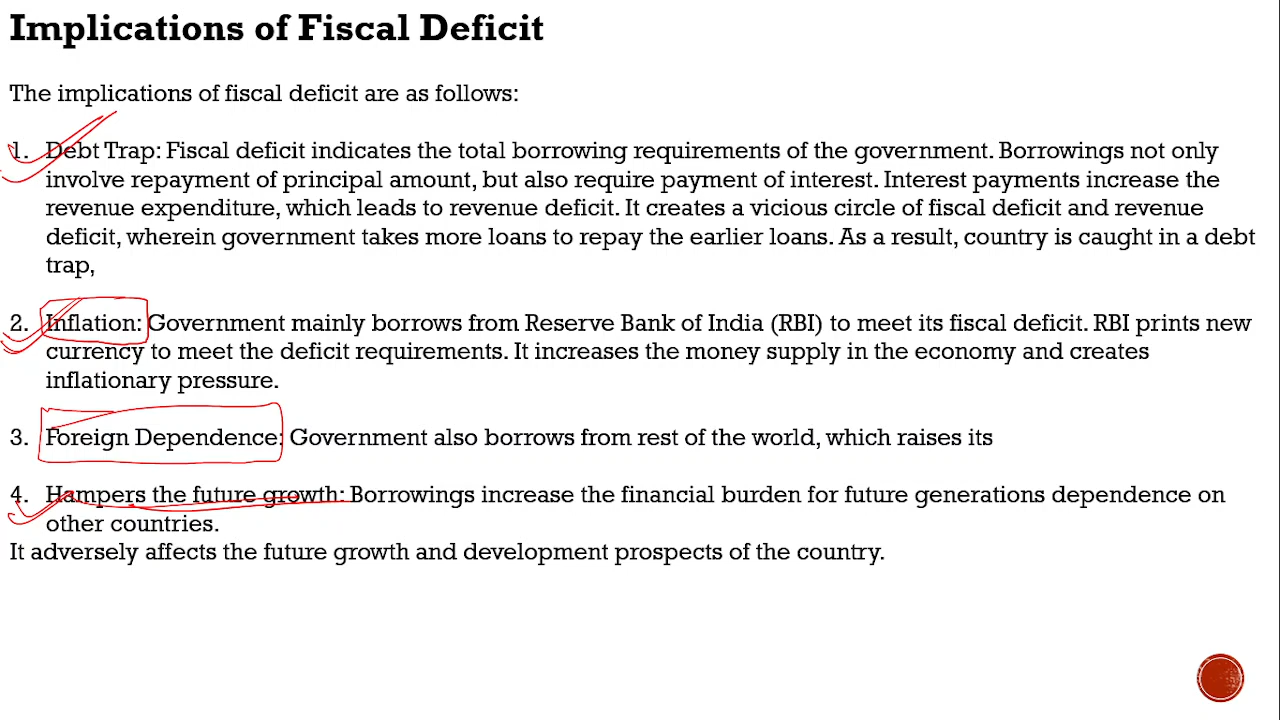 Implications of Fiscal Deficit
The implications of fiscal deficit are as follows:
1. Debt Trap: Fiscal deficit indicates the total borrowing requirements of the government. Borrowings not only
involve repayment of principal amount, but also require payment of interest. Interest payments increase the
revenue expenditure, which leads to revenue deficit. It creates a vicious circle of fiscal deficit and revenue
deficit, wherein government takes more loans to repay the earlier loans. As a result, country is caught in a debt
trap,
2. Inflation: Government mainly borrows from Reserve Bank of India (RBI) to meet its fiscal deficit. RBI prints new
currency to meet the deficit requirements. It increases the money supply in the economy and creates
inflationary pressure.
3. Foreign Dependence: Government also borrows from rest of the world, which raises its
4. Hampers the future growth: Borrowings increase the financial burden for future generations dependence on
other countries.
It adversely affects the future growth and development prospects of the country.